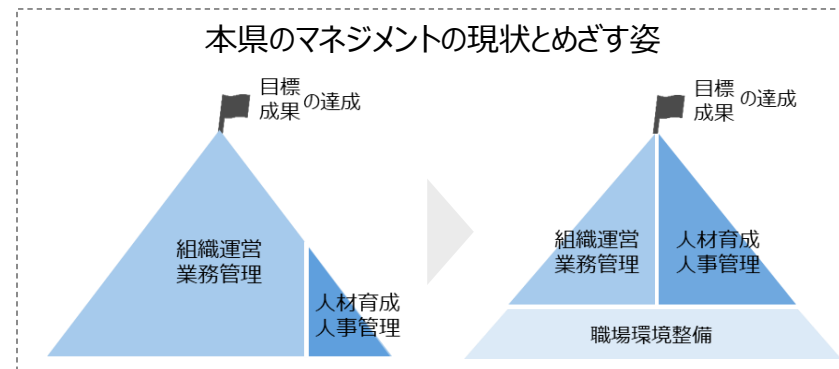 本県のマネジメントの現状とめざす姿
目標
成果
の達成
組織運営
業務管理
人材育成
人事管理
目標
成果
の達成
組織運営
業務管理
人材育成
人事管理
職場環境整備